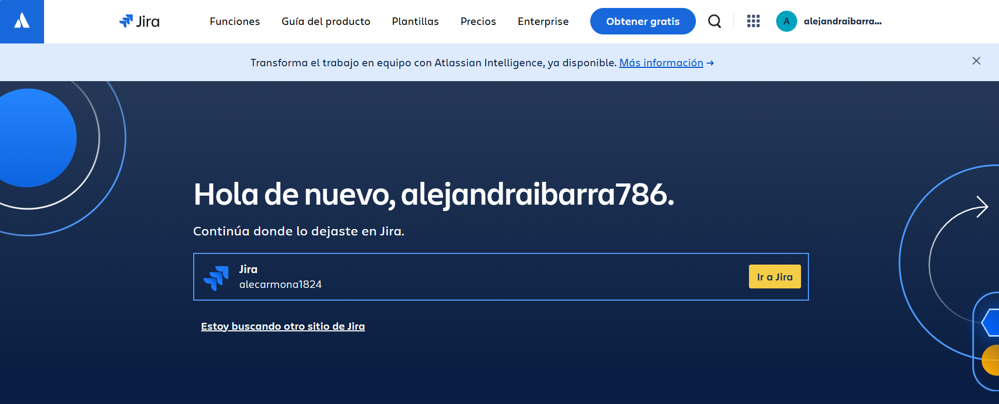 Jira
Funciones
Guía del producto
Plantillas
Precios
Enterprise
Obtener gratis
A
alejandraibarra...
Transforma el trabajo en equipo con Atlassian Intelligence, ya disponible. Más información →
Hola de nuevo, alejandraibarra786.
Continúa donde lo dejaste en Jira.
Jira
alecarmona1824
Ir a Jira
Estoy buscando otro sitio de Jira